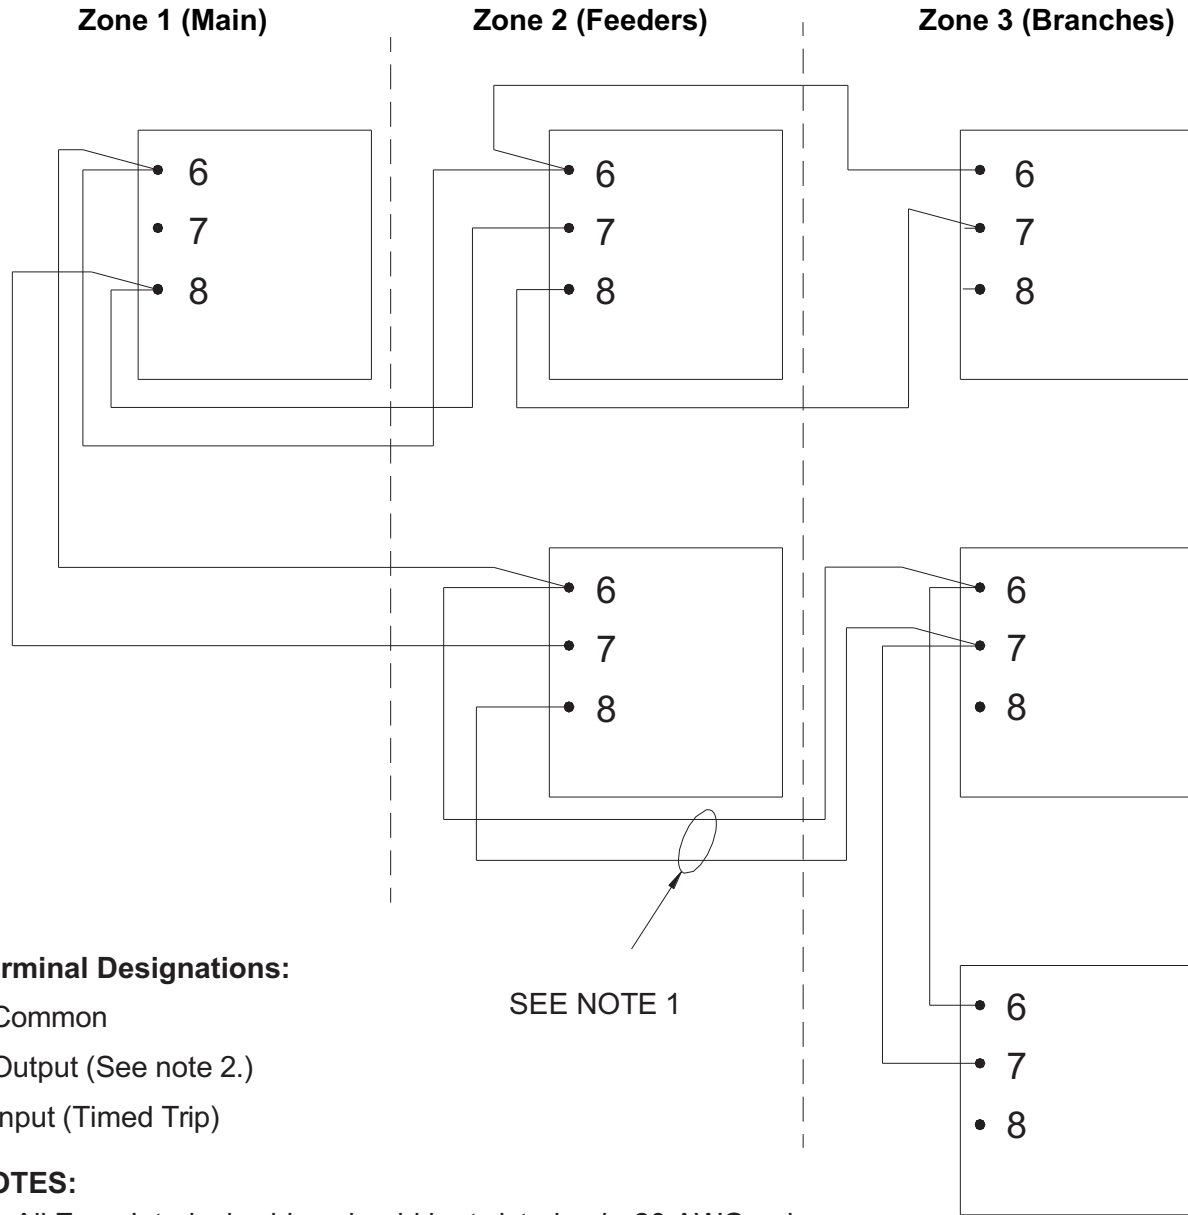 Zone 1 (Main) Zone 2 (Feeders) Zone 3 (Branches)
6 6 6
7 7 7
8 8 8
6 6
7 7
8 8
rminal Designations:
Common SEE NOTE 1 6
Output (See note 2.) 7
nput (Timed Trip) 8
OTES: